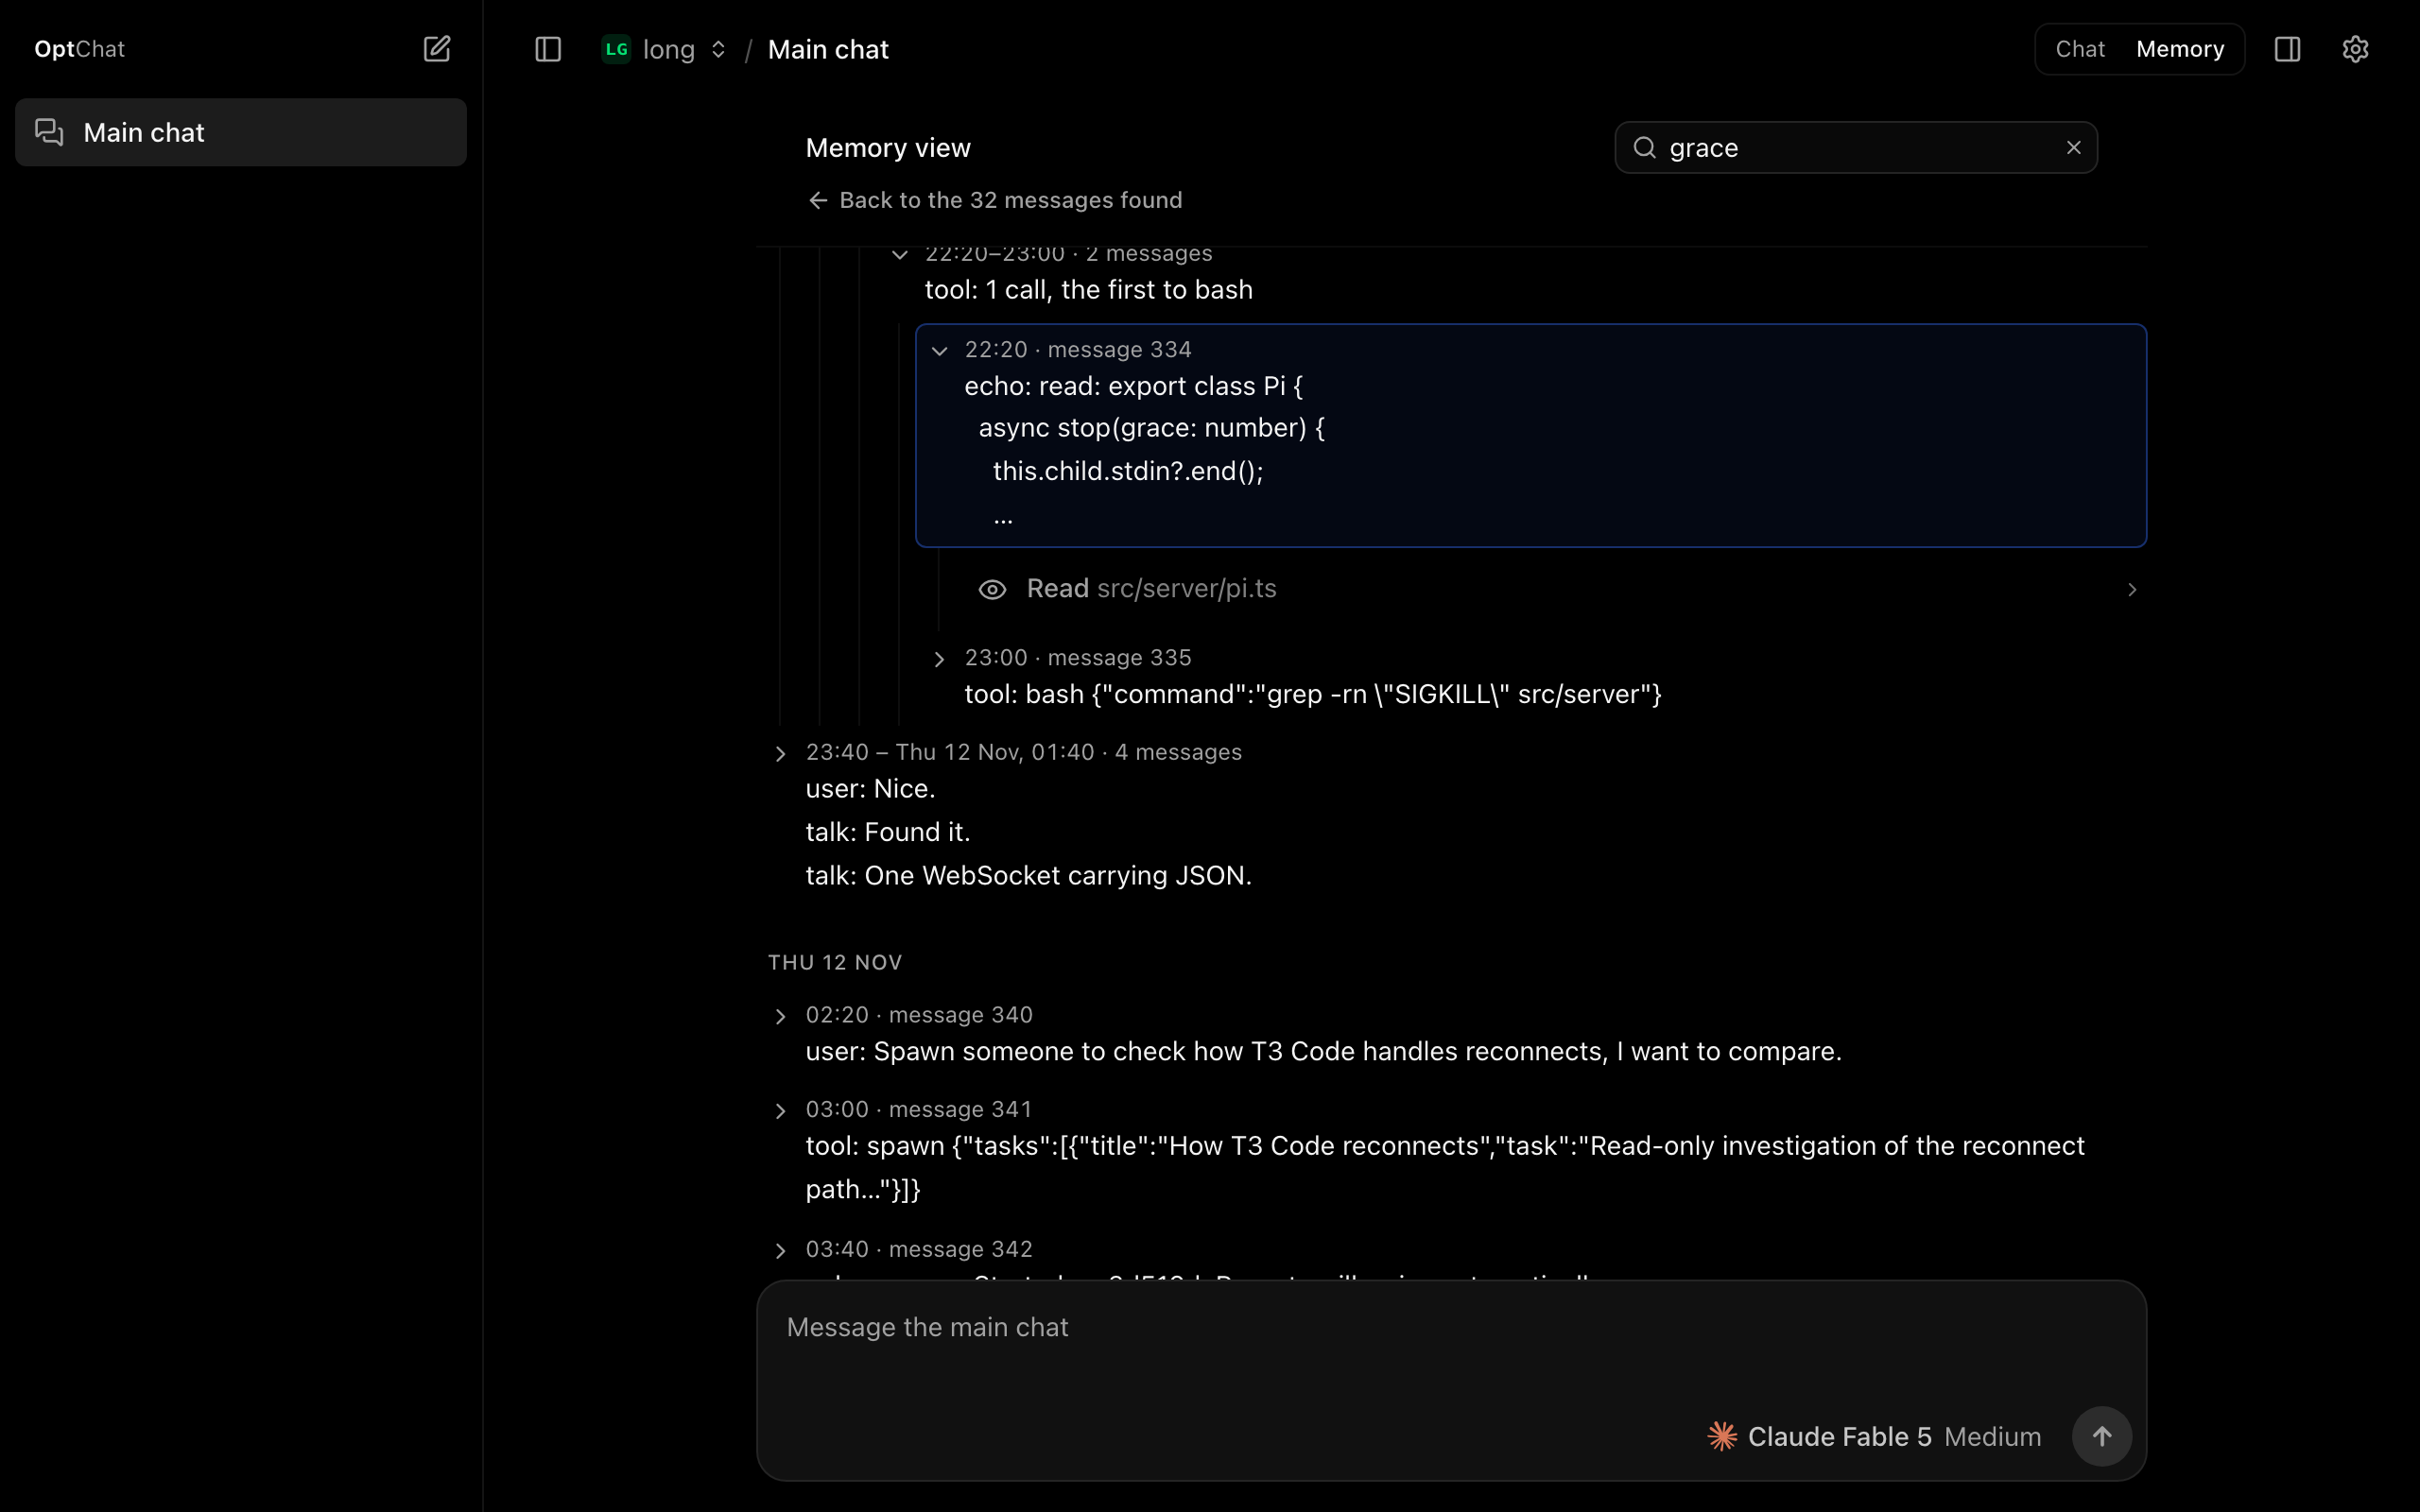 OptChat
Main chat
LG long / Main chat
Chat Memory
Memory view
grace
Back to the 32 messages found
22:20–23:00 · 2 messages
tool: 1 call, the first to bash
22:20 · message 334
echo: read: export class Pi {
async stop(grace: number) {
this.child.stdin?.end();
...
Read src/server/pi.ts
23:00 · message 335
tool: bash {"command":"grep -rn \"SIGKILL\" src/server"}
23:40 – Thu 12 Nov, 01:40 · 4 messages
user: Nice.
talk: Found it.
talk: One WebSocket carrying JSON.
THU 12 NOV
02:20 · message 340
user: Spawn someone to check how T3 Code handles reconnects, I want to compare.
03:00 · message 341
tool: spawn {"tasks":[{"title":"How T3 Code reconnects","task":"Read-only investigation of the reconnect
path..."}]}
03:40 · message 342
Message the main chat
Claude Fable 5 Medium